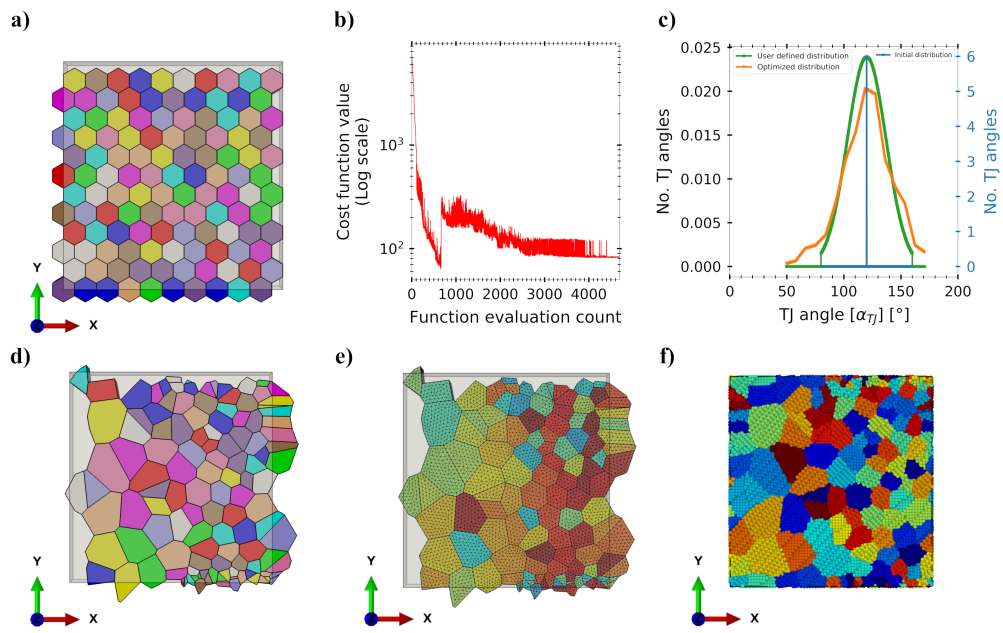 a)
Y
Z
X
b)
Cost function value
(Log scale)
10³
10²
0 1000 2000 3000 4000
Function evaluation count
c)
User defined distribution
Optimized distribution
Initial distribution
No. TJ angles
0.025
0.020
0.015
0.010
0.005
0.000
6
5
4
3
2
1
0
No. TJ angles
0 50 100 150 200
TJ angle [α_TJ] [°]
d)
Y
Z
X
e)
Y
Z
X
f)
Y
Z
X